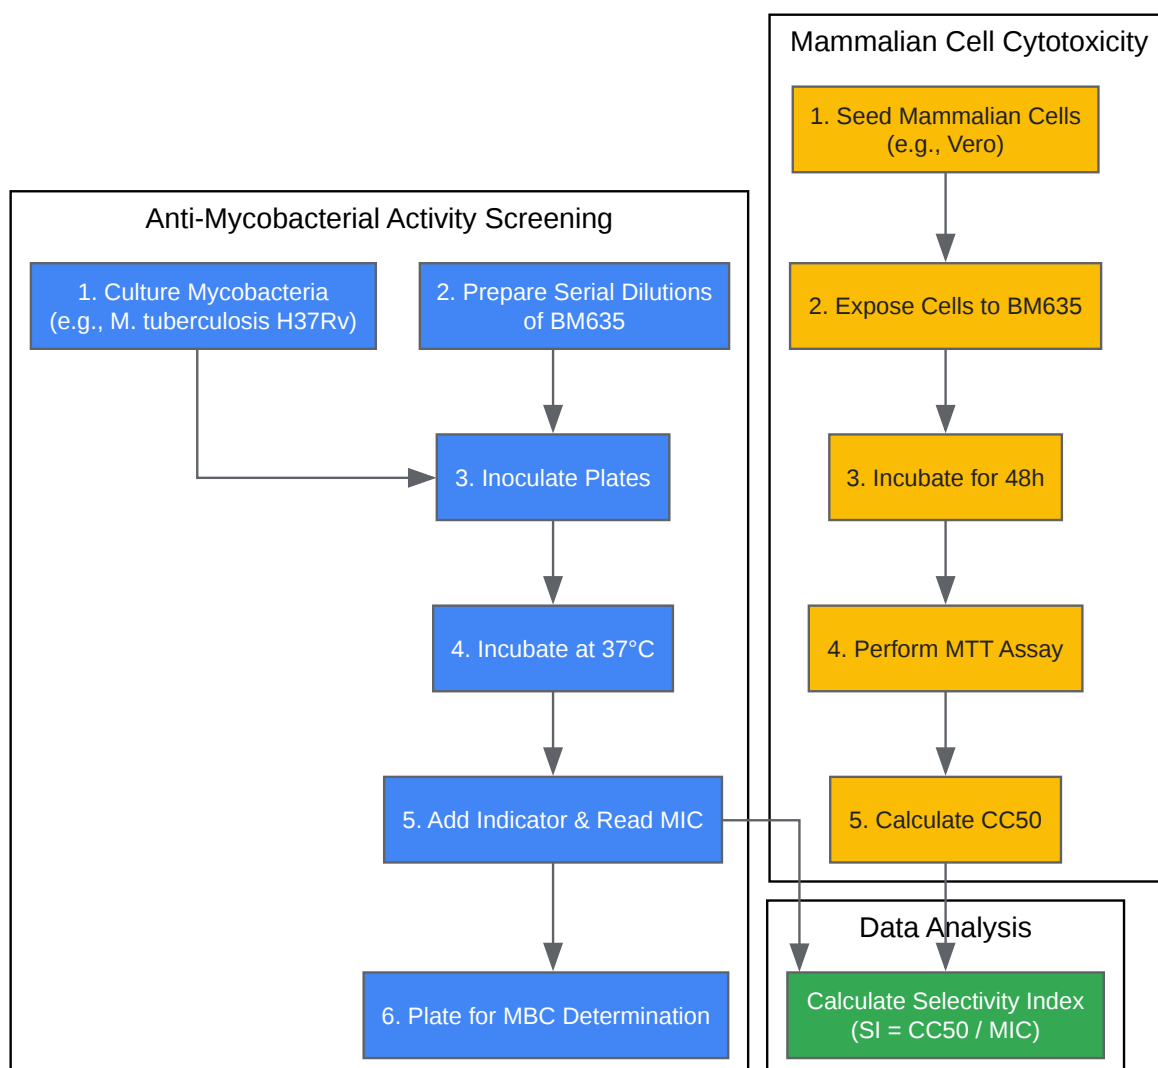 Mammalian Cell Cytotoxicity
1. Seed Mammalian Cells
(e.g., Vero)
2. Expose Cells to BM635
3. Incubate for 48h
4. Perform MTT Assay
5. Calculate CC50
Anti-Mycobacterial Activity Screening
1. Culture Mycobacteria
(e.g., M. tuberculosis H37Rv)
2. Prepare Serial Dilutions
of BM635
3. Inoculate Plates
4. Incubate at 37°C
5. Add Indicator & Read MIC
6. Plate for MBC Determination
Data Analysis
Calculate Selectivity Index
(SI = CC50 / MIC)